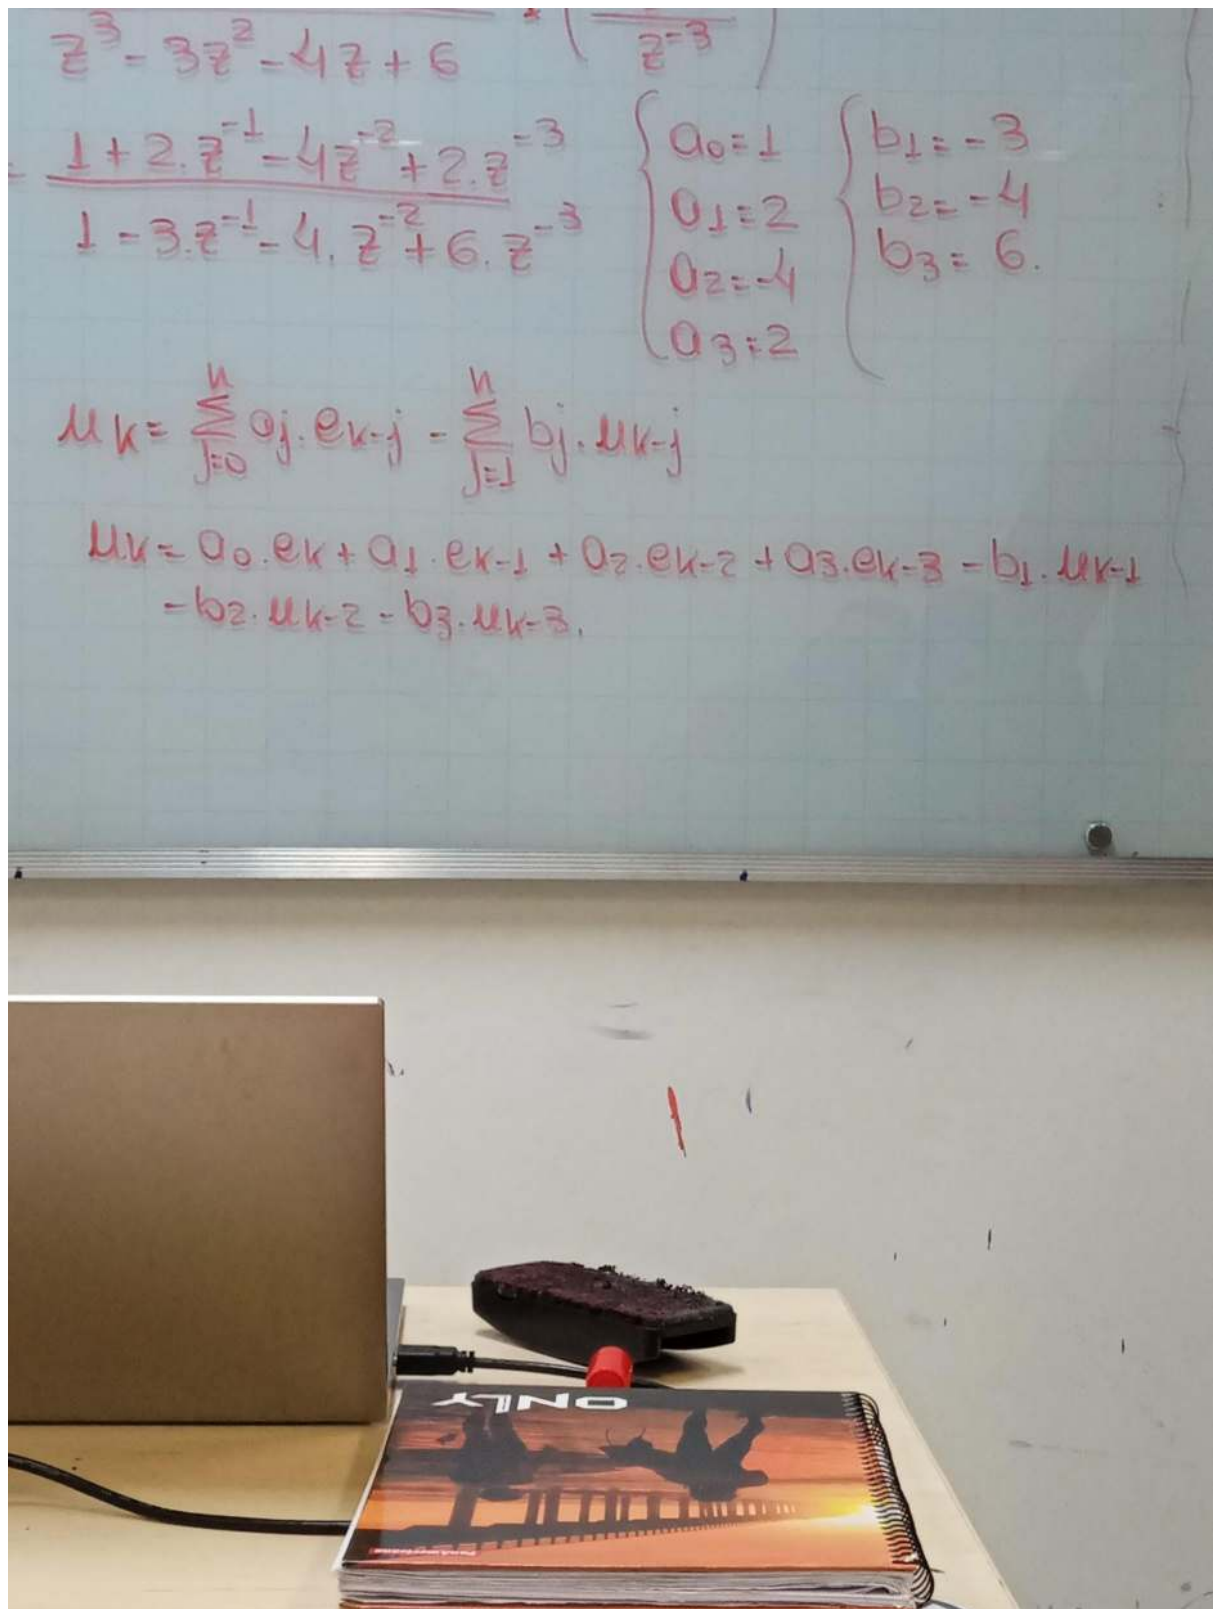 z³ - 3z² - 4z + 6
z⁻³
1 + 2.z⁻¹ - 4z⁻² + 2.z⁻³
1 - 3.z⁻¹ - 4.z⁻² + 6.z⁻³
a0=1
a1=2
a2=-4
a3=2
b1=-3
b2=-4
b3=6.
n n
uk= Σ aj.ek-j - Σ bj.uk-j
j=0 j=1
uk= a0.ek + a1.ek-1 + a2.ek-2 + a3.ek-3 - b1.uk-1
-b2.uk-2 - b3.uk-3.
ONLY